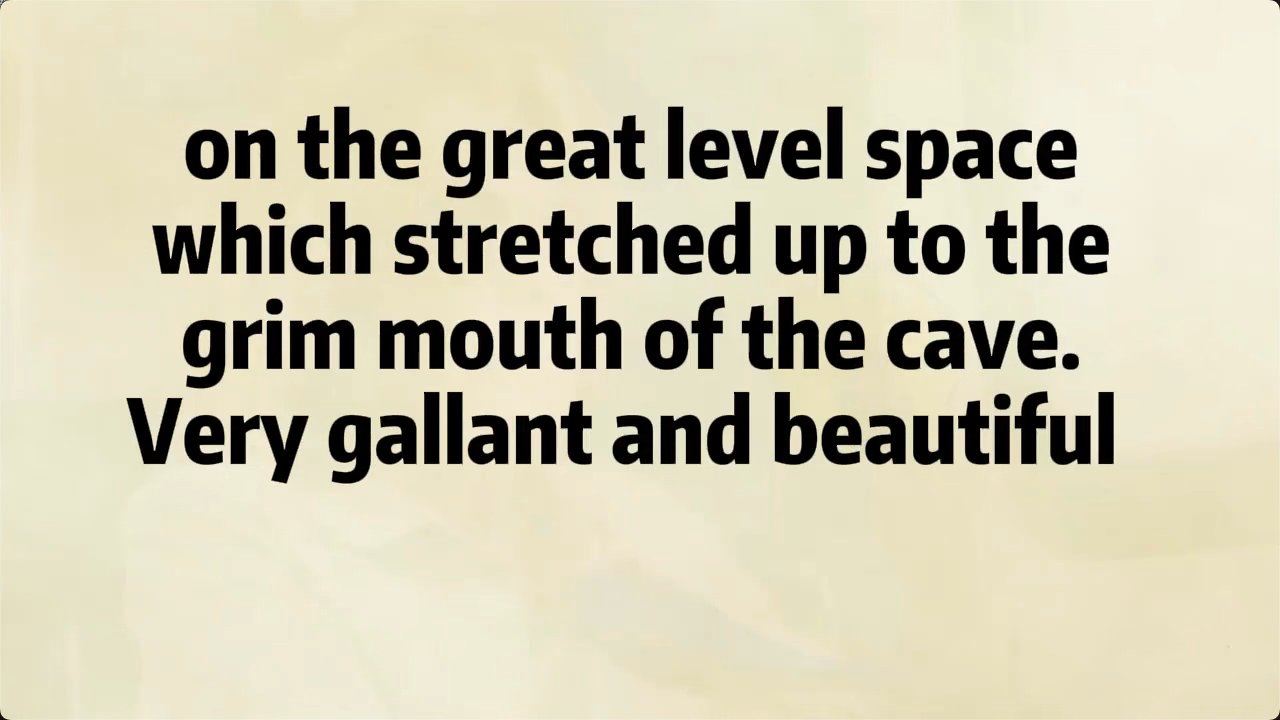 on the great level space
which stretched up to the
grim mouth of the cave.
Very gallant and beautiful